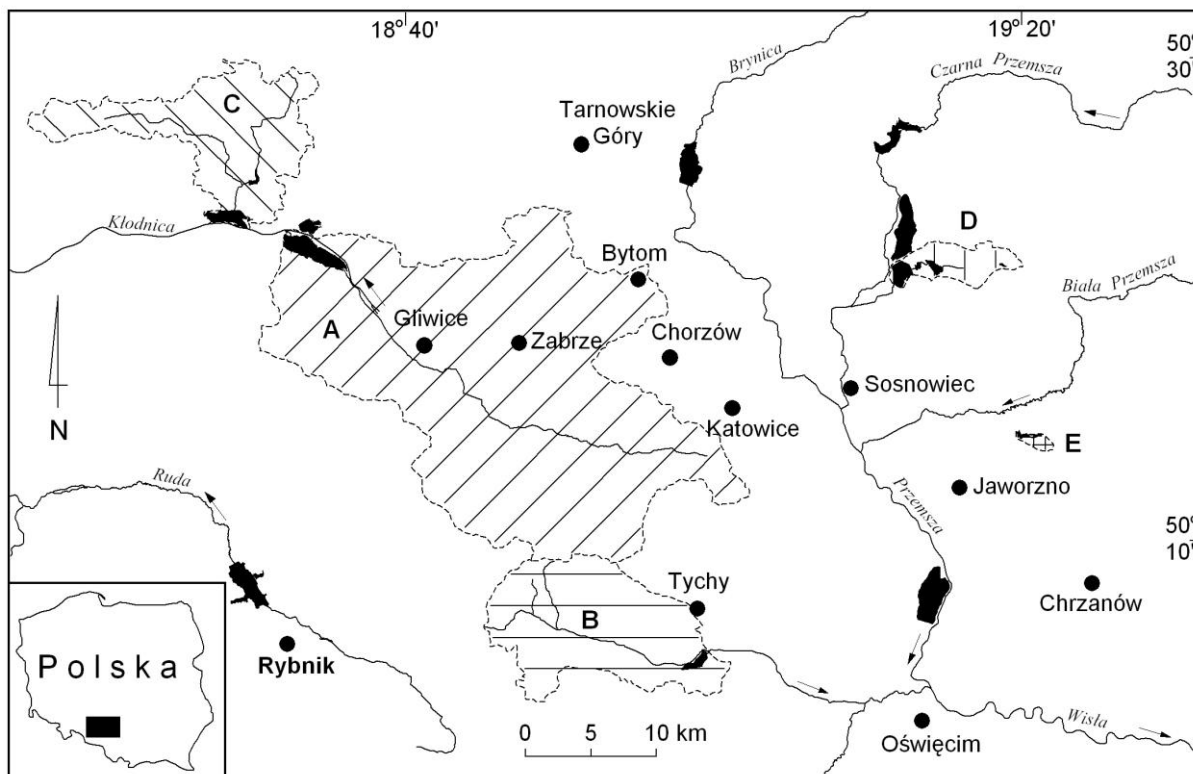 18° 40'
19° 20'
50°
30'
Brynica
Czarna Przemsza
C
Tarnowskie
Góry
Kłodnica
D
Bytom
Biała Przemsza
A
Gliwice
Zabrze
Chorzów
Sosnowiec
N
Katowice
E
Ruda
Jaworzno
Przemsza
50°
10'
Tychy
Chrzanów
B
Polska
Rybnik
0 5 10 km
Wisła
Oświęcim